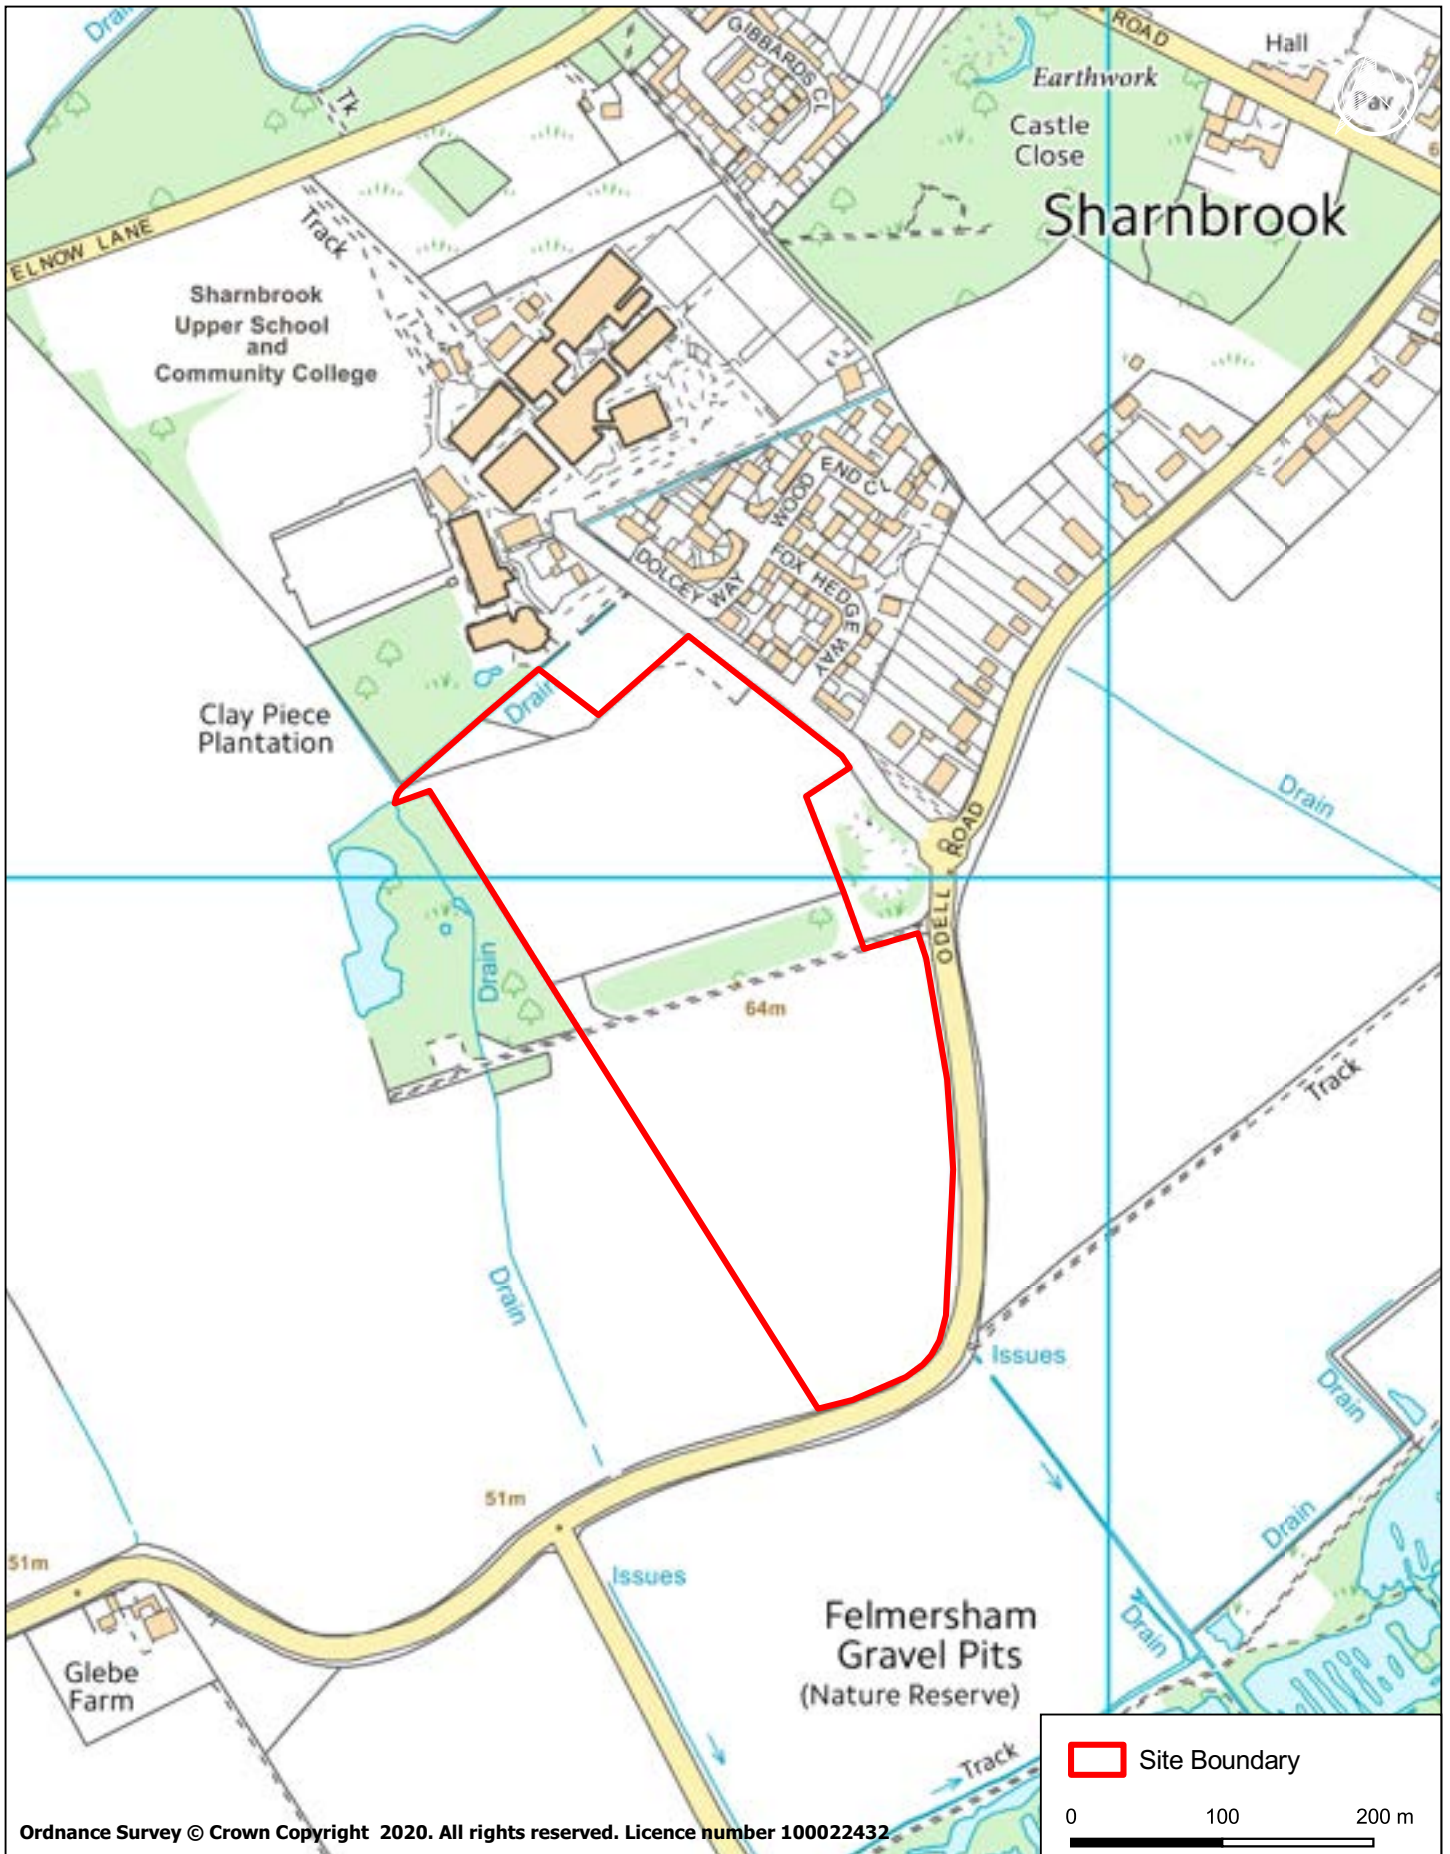 Drain
GIBBARDS CL
ROAD
Hall
Pav
Earthwork
Castle
Close
Sharnbrook
Tk
Track
ELNOW LANE
Sharnbrook
Upper School
and
Community College
END CL
WOOD
DOLCEY WAY
FOX HEDGE WAY
Clay Piece
Plantation
Drain
Drain
ODELL ROAD
Drain
64m
Track
Drain
Issues
Drain
51m
Drain
51m
Issues
Felmersham
Gravel Pits
(Nature Reserve)
Drain
Glebe
Farm
Track
Site Boundary
0 100 200 m
Ordnance Survey © Crown Copyright 2020. All rights reserved. Licence number 100022432